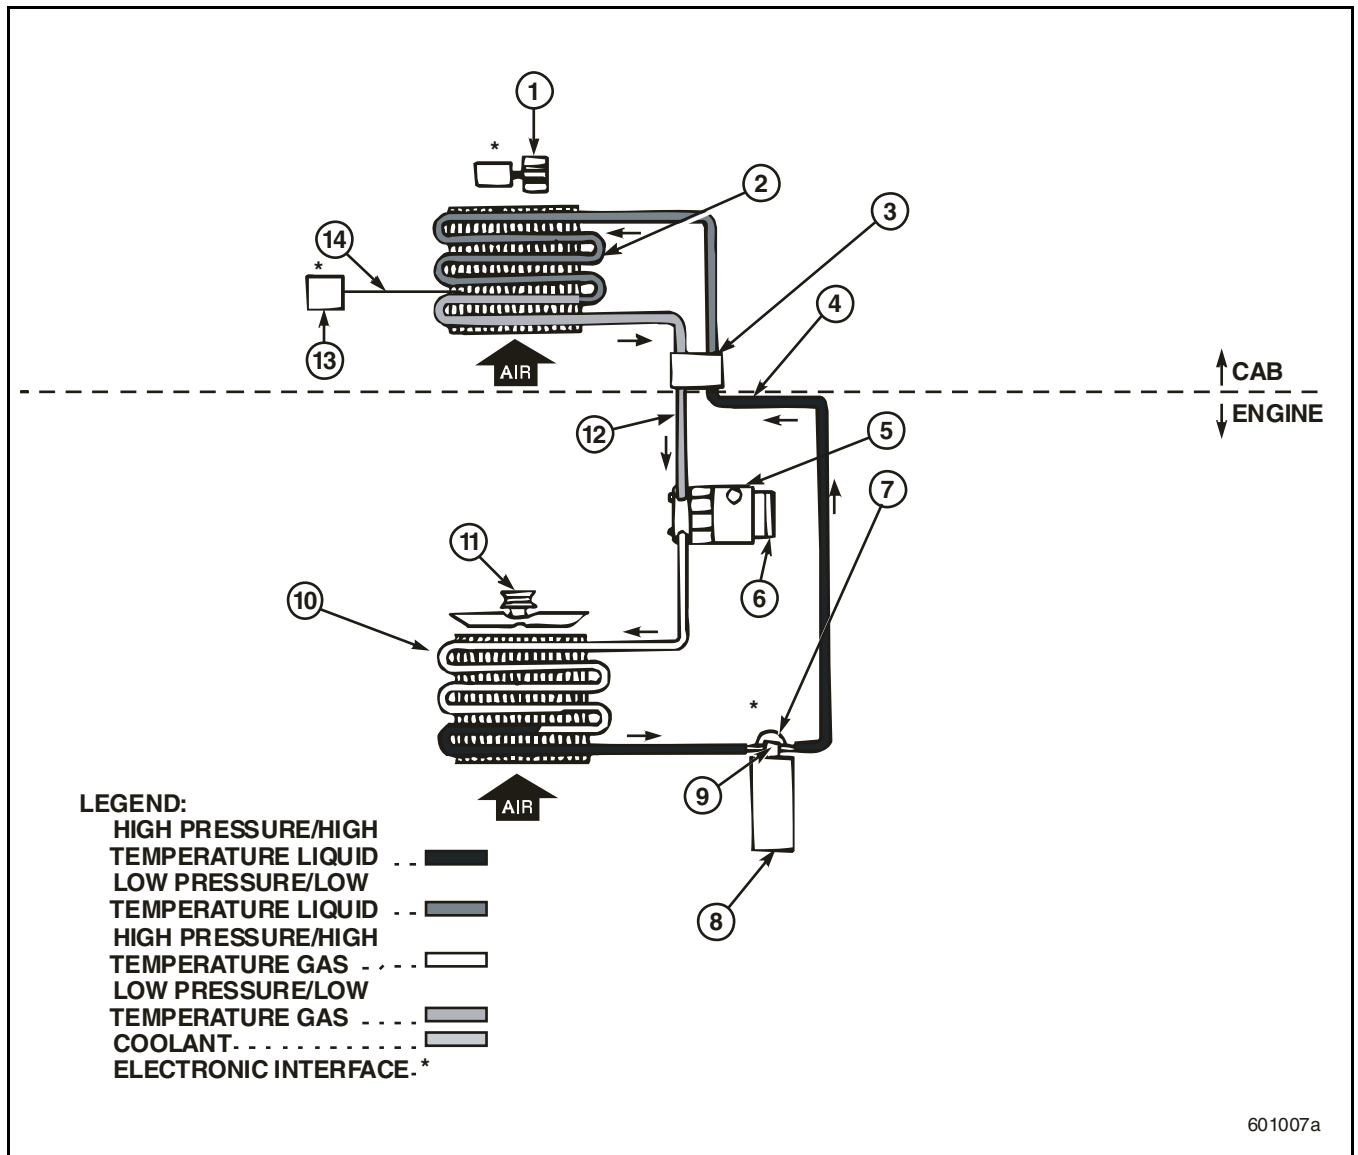 1
*
2
3
14
*
4
13
AIR
CAB
ENGINE
12
5
7
11
6
10
*
9
AIR
8
LEGEND:
HIGH PRESSURE/HIGH
TEMPERATURE LIQUID
LOW PRESSURE/LOW
TEMPERATURE LIQUID
HIGH PRESSURE/HIGH
TEMPERATURE GAS
LOW PRESSURE/LOW
TEMPERATURE GAS
COOLANT
ELECTRONIC INTERFACE *
601007a